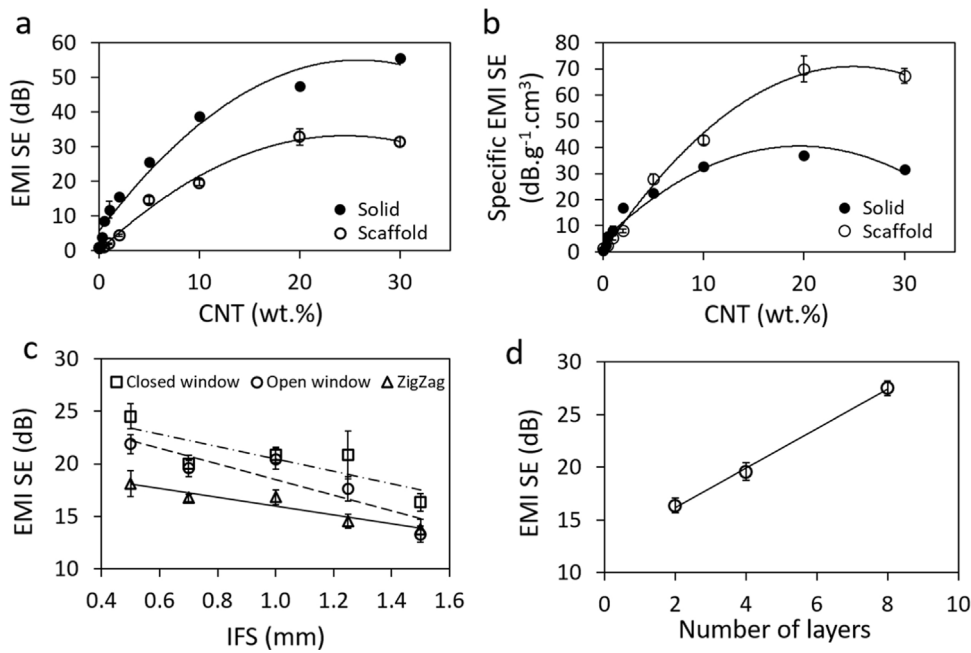 a
EMI SE (dB)
60
50
40
30
20
10
0
0 10 20 30
CNT (wt.%)
Solid
Scaffold
b
Specific EMI SE
(dB.g⁻¹.cm³)
80
70
60
50
40
30
20
10
0
0 10 20 30
CNT (wt.%)
Solid
Scaffold
c
EMI SE (dB)
30
25
20
15
10
0.4 0.6 0.8 1.0 1.2 1.4 1.6
IFS (mm)
Closed window Open window ZigZag
d
EMI SE (dB)
30
25
20
15
10
0 2 4 6 8 10
Number of layers